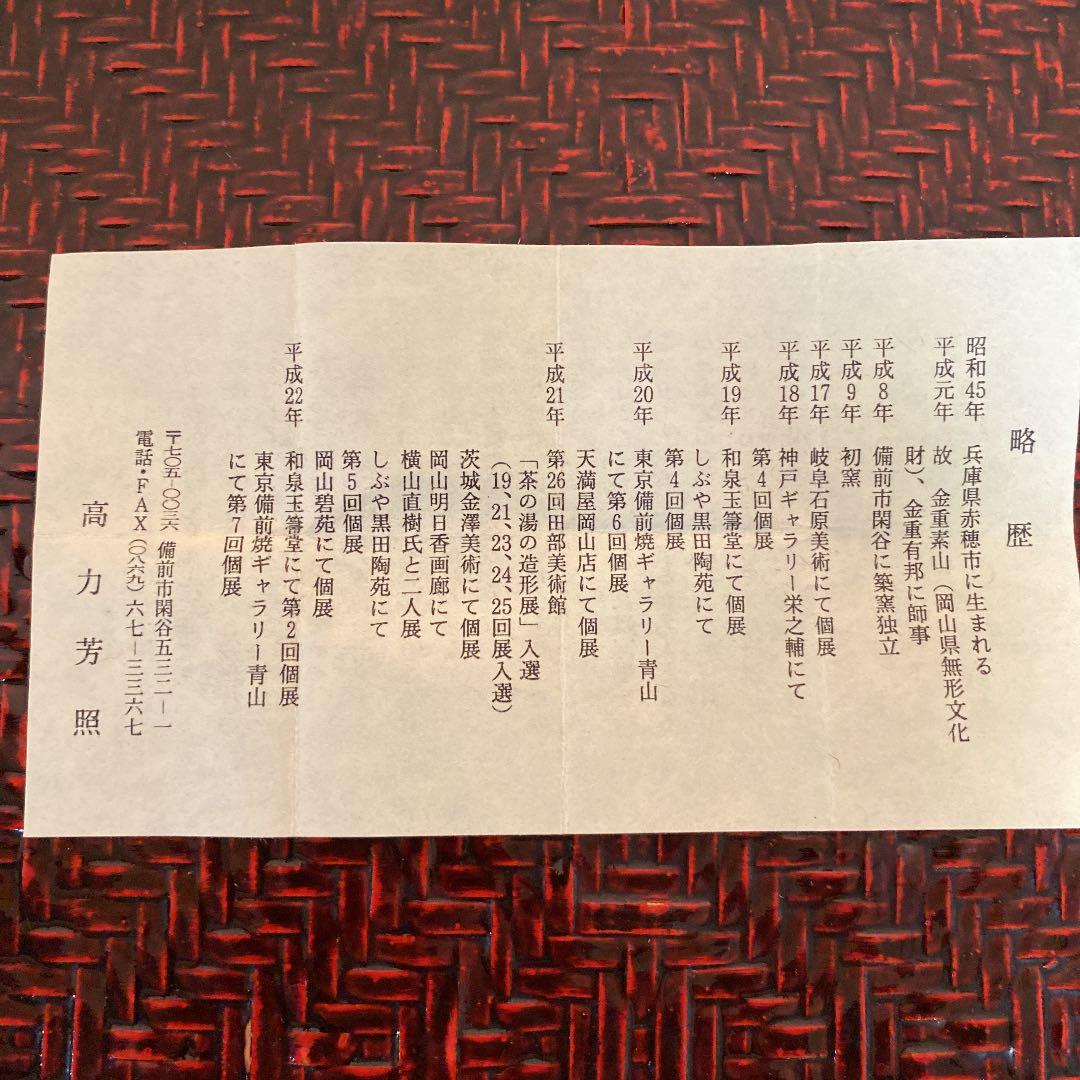 略歴
昭和45年 兵庫県赤穂市に生まれる
平成元年 故 金重素山(岡山県無形文化
財)、金重有邦に師事
平成8年 備前市閑谷に築窯独立
平成9年 初窯
平成17年 岐阜石原美術にて個展
平成18年 神戸ギャラリー栄之輔にて
第4回個展
平成19年 和泉玉篶堂にて個展
しぶや黒田陶苑にて
第4回個展
平成20年 東京備前焼ギャラリー青山
にて第6回個展
天満屋岡山店にて個展
平成21年 第26回田部美術館
「茶の湯の造形展」入選
(19、21、23、24、25回展入選)
茨城金澤美術にて個展
岡山明日香画廊にて
横山直樹氏と二人展
しぶや黒田陶苑にて
第5回個展
岡山碧苑にて個展
平成22年 和泉玉篶堂にて第2回個展
東京備前焼ギャラリー青山
にて第7回個展
〒七〇五-〇〇三六 備前市閑谷五三二-一
電話・FAX(〇八六九)六七-三三六七
高力芳照